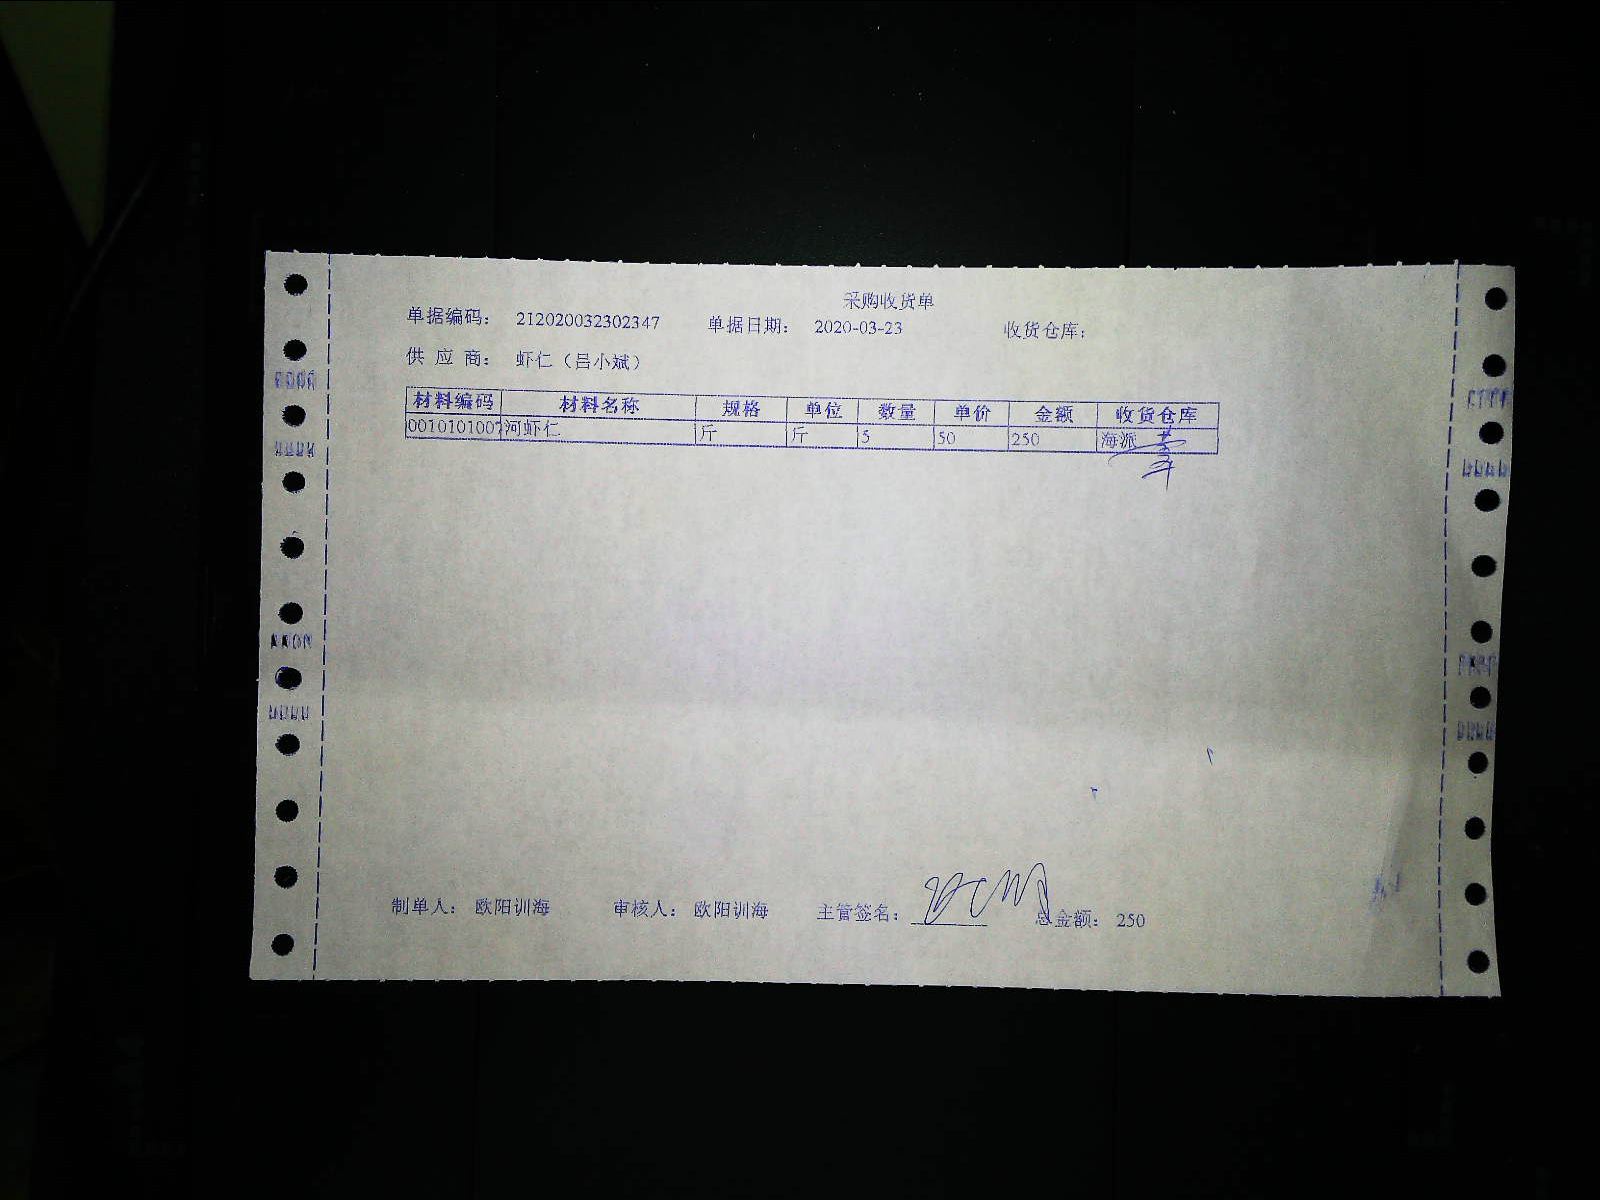 采购收货单
单据编码： 212020032302347 单据日期： 2020-03-23 收货仓库：
供 应 商： 虾仁（吕小斌）
材料编码 材料名称 规格 单位 数量 单价 金额 收货仓库
0010101007 河虾仁 斤 斤 5 50 250 海派
制单人： 欧阳训海 审核人： 欧阳训海 主管签名： 总金额： 250